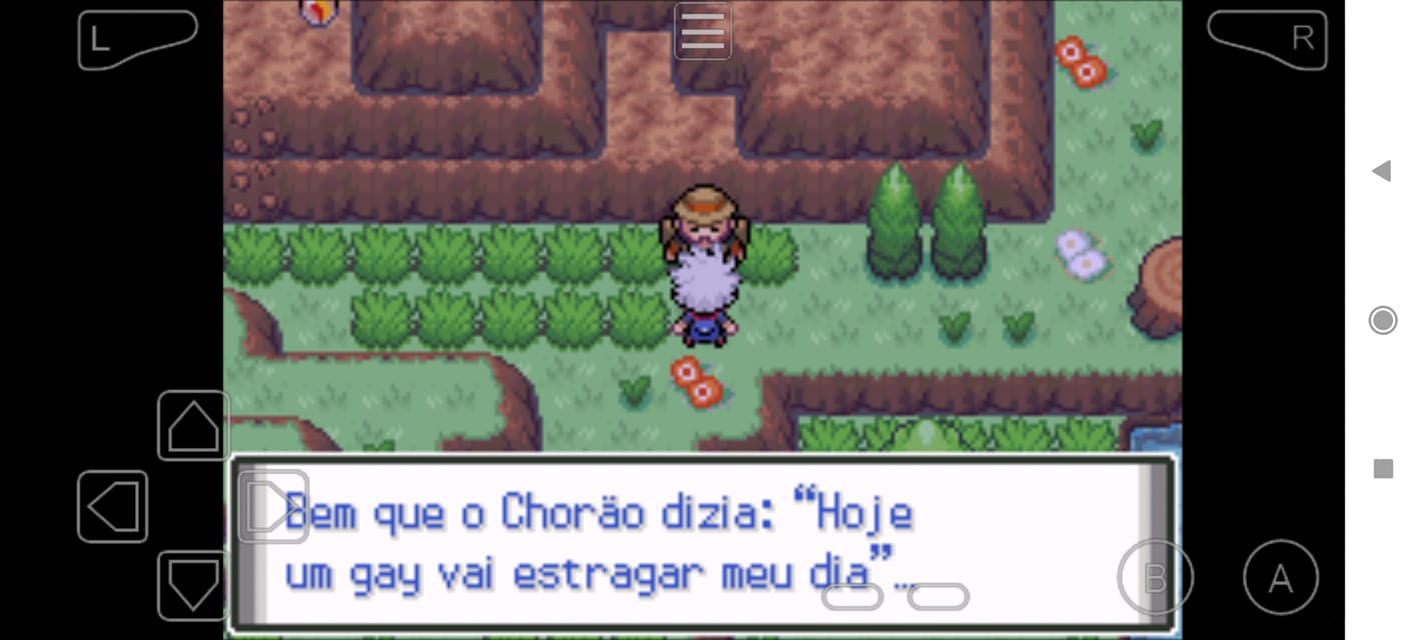 L
R
Bem que o Chorão dizia: “Hoje
um gay vai estragar meu dia”...
B
A